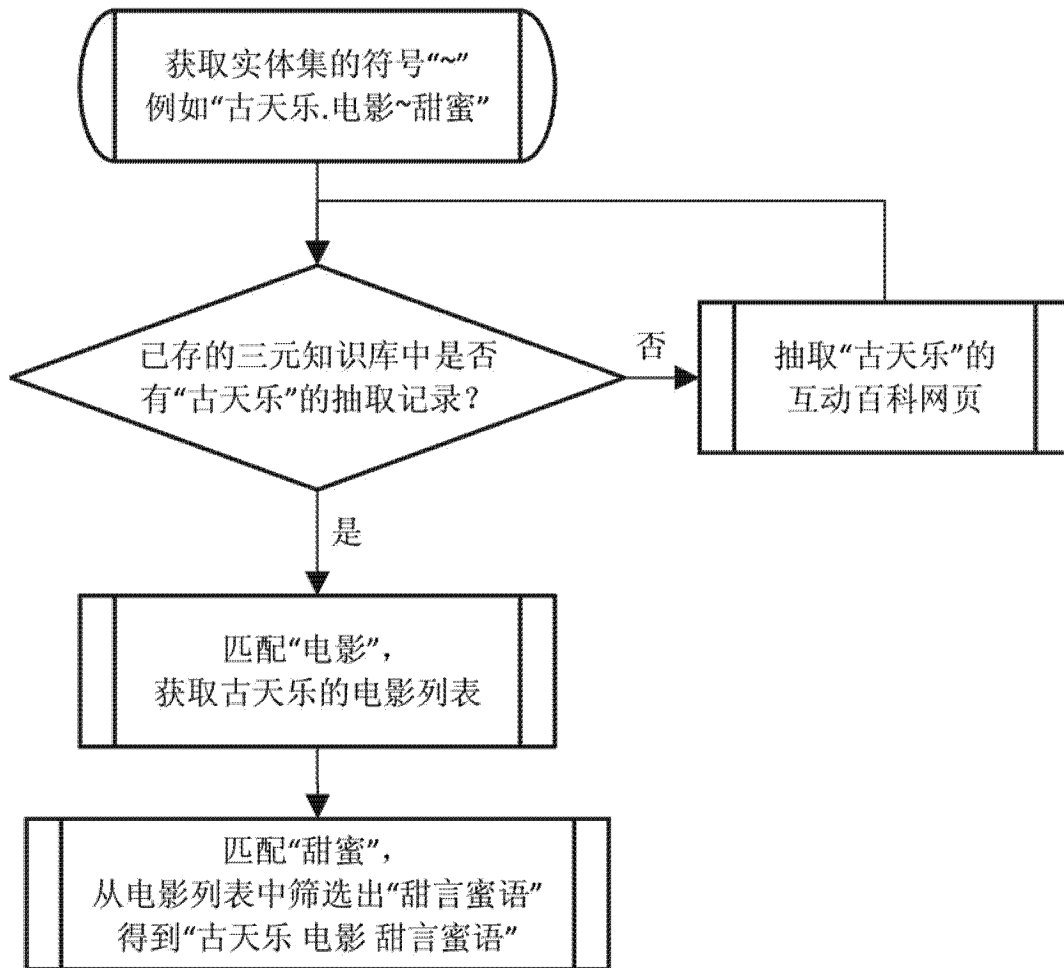 获取实体集的符号“~”
例如“古天乐.电影~甜蜜”
已存的三元知识库中是否
有“古天乐”的抽取记录？
否
抽取“古天乐”的
互动百科网页
是
匹配“电影”，
获取古天乐的电影列表
匹配“甜蜜”，
从电影列表中筛选出“甜言蜜语”
得到“古天乐 电影 甜言蜜语”